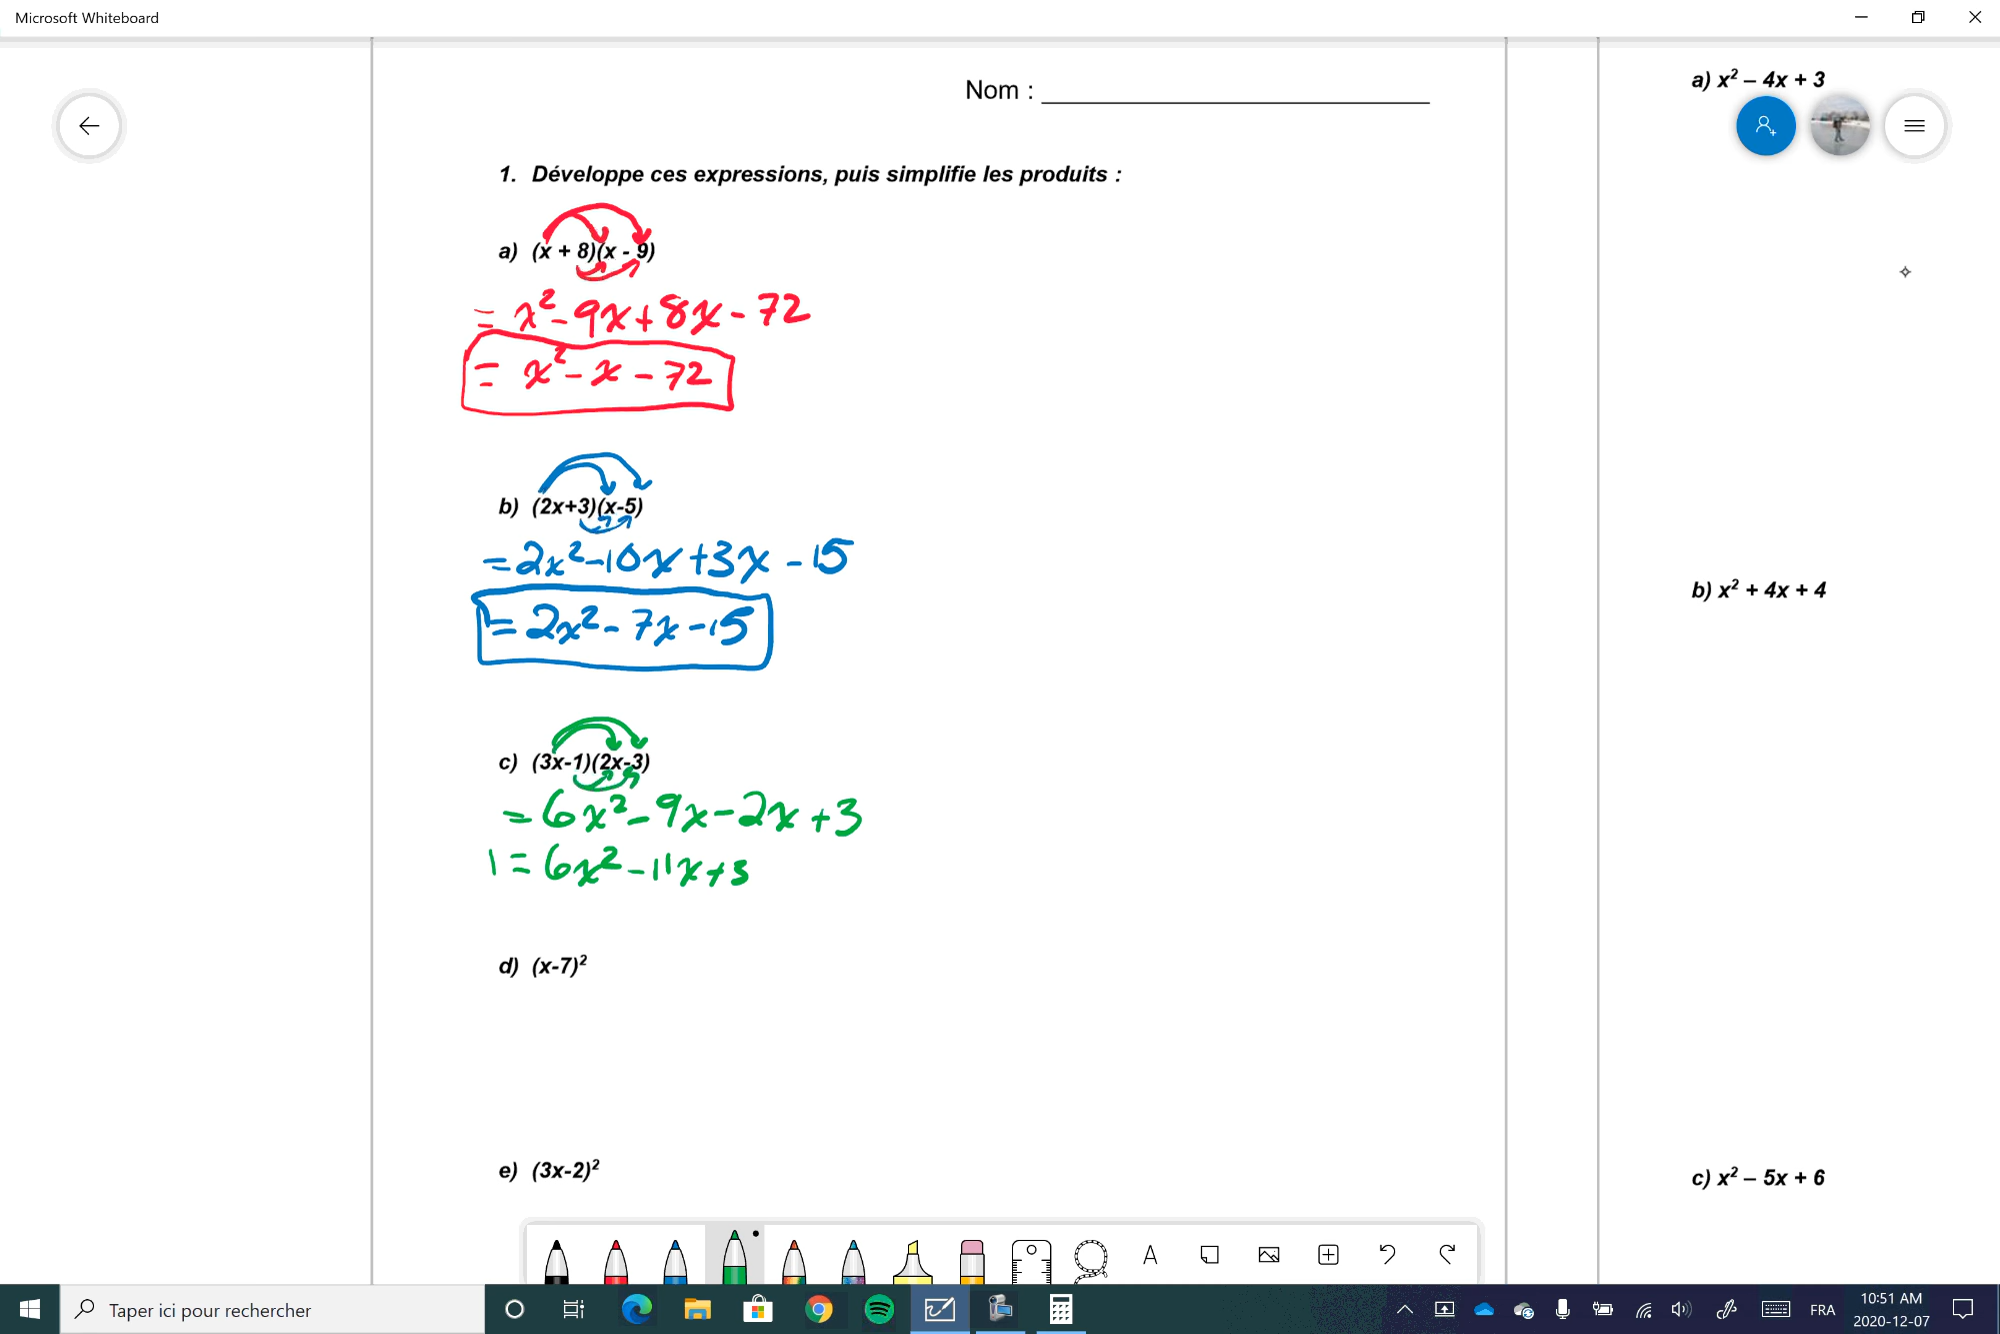 Microsoft Whiteboard
Nom :
1. Développe ces expressions, puis simplifie les produits :
a) (x + 8)(x - 9)
= x² - 9x + 8x - 72
= x² - x - 72
b) (2x+3)(x-5)
= 2x² - 10x + 3x - 15
= 2x² - 7x - 15
c) (3x-1)(2x-3)
= 6x² - 9x - 2x + 3
= 6x² - 11x + 3
d) (x-7)²
e) (3x-2)²
a) x² – 4x + 3
b) x² + 4x + 4
c) x² – 5x + 6
A
Taper ici pour rechercher
FRA
10:51 AM
2020-12-07